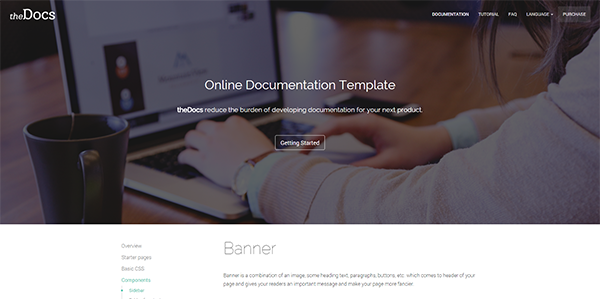 theDocs
DOCUMENTATION TUTORIAL FAQ LANGUAGE PURCHASE
Online Documentation Template
theDocs reduce the burden of developing documentation for your next product.
Getting Started
Overview
Starter pages
Basic CSS
Components
Sidebar
Banner
Banner is a combination of an image, some heading text, paragraphs, buttons, etc. which comes to header of your
page and gives your readers an important message and make your page more fancier.